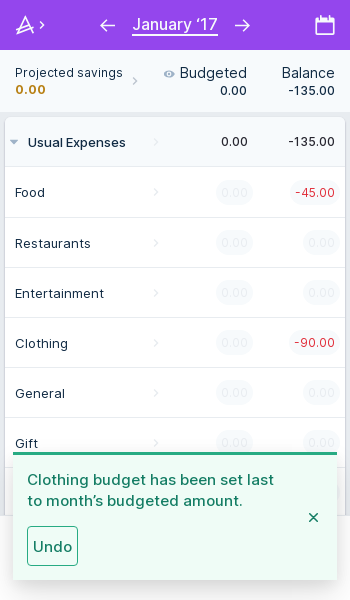 January ‘17
Projected savings
0.00
Budgeted
0.00
Balance
-135.00
Usual Expenses 0.00 -135.00
Food 0.00 -45.00
Restaurants 0.00 0.00
Entertainment 0.00 0.00
Clothing 0.00 -90.00
General 0.00 0.00
Gift 0.00 0.00
Clothing budget has been set last
to month’s budgeted amount.
Undo